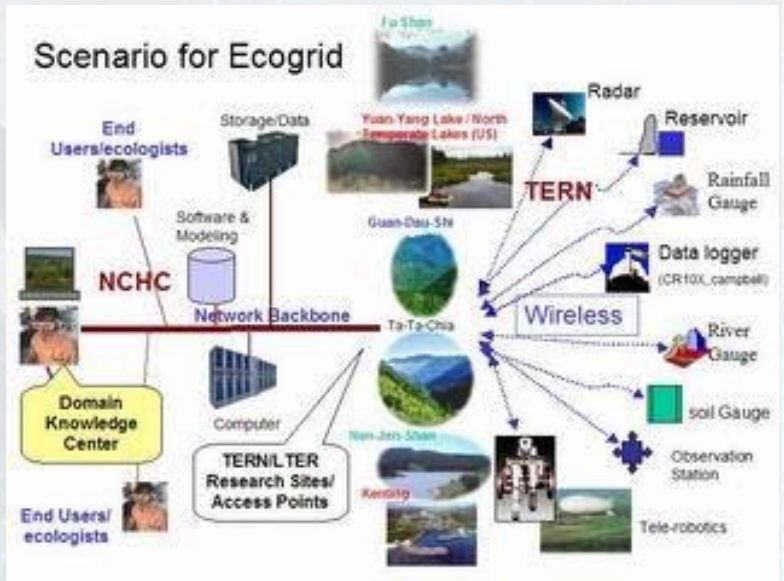 Scenario for Ecogrid
Fu Shan
Radar
Reservoir
End
Users/ecologists
Storage/Data
Yuan-Yang Lake / North
Temperate Lakes (US)
TERN
Rainfall
Gauge
Software &
Modeling
Guan-Dau-Shi
Data logger
(CR10X_campbell)
NCHC
Network Backbone
Ta-Ta-Chia
Wireless
River
Gauge
Domain
Knowledge
Center
Computer
soil Gauge
TERN/LTER
Research Sites/
Access Points
Nan-Jen-Shan
Observation
Station
Kenting
End Users/
ecologists
Tele-robotics